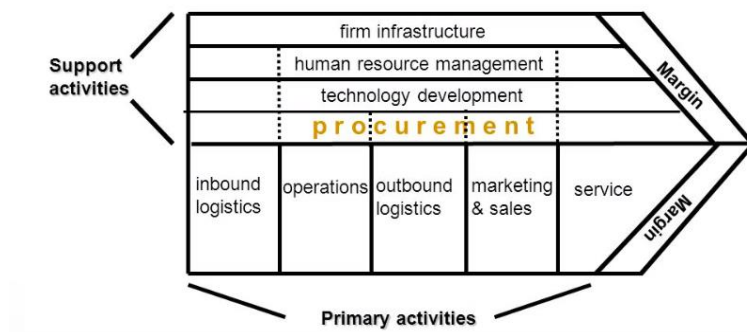 firm infrastructure
human resource management
technology development
procurement
Support
activities
Margin
inbound
logistics
operations
outbound
logistics
marketing
& sales
service
Margin
Primary activities